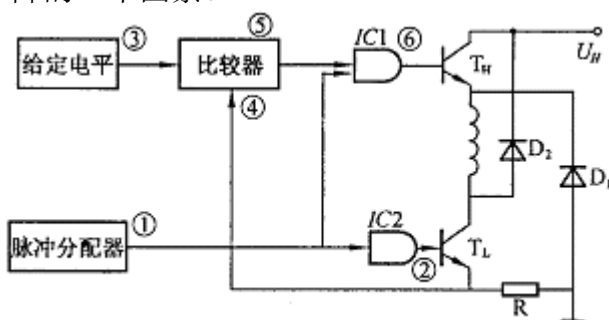 ③
⑤
给定电平
比较器
④
IC1
⑥
T_H
U_H
D_2
D_1
①
脉冲分配器
IC2
②
T_L
R